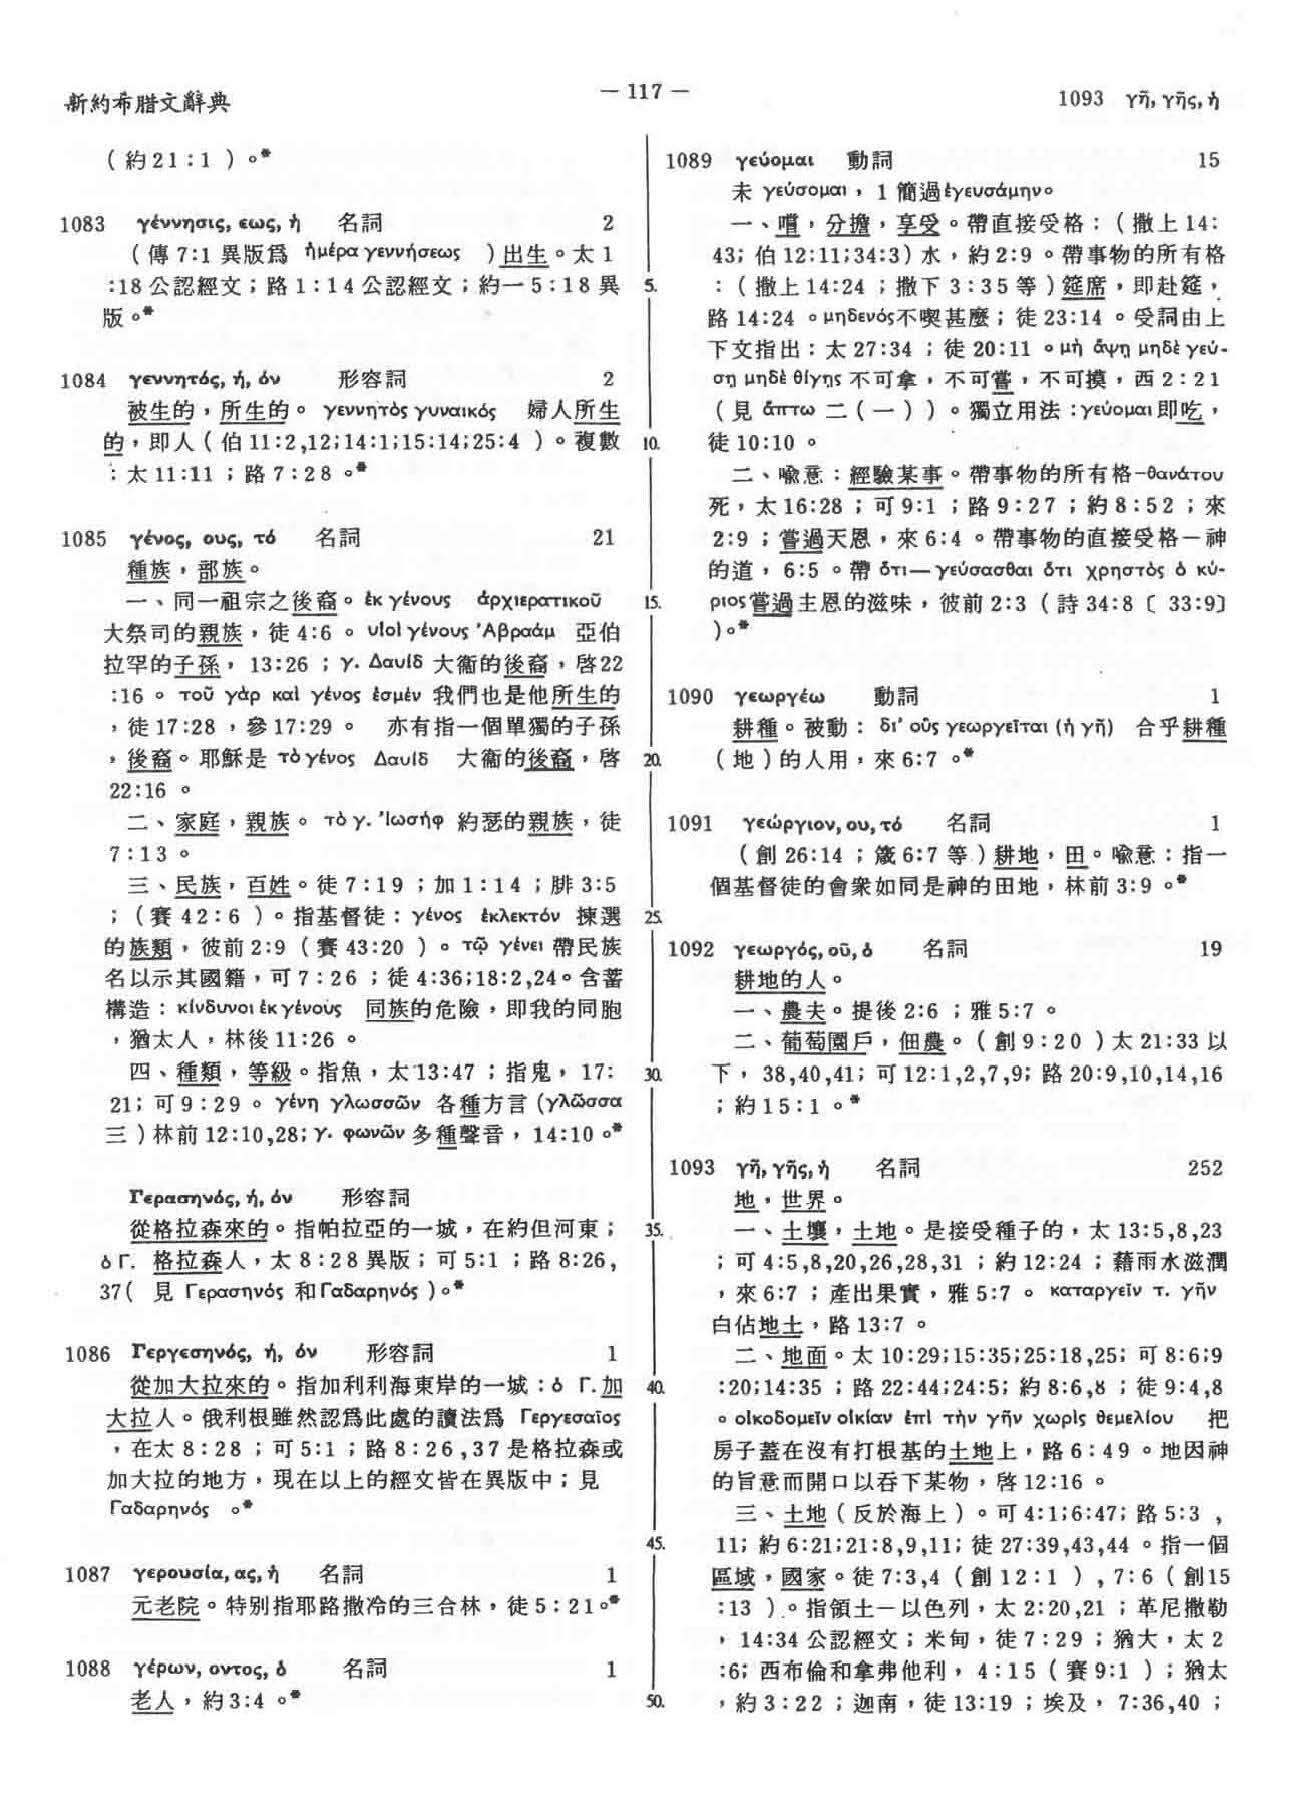 新約希腊文辭典
— 117 —
1093 γῆ, γῆς, ἡ
(約21:1)。*
1083 γέννησις, εως, ἡ 名詞 2
(傳7:1異版爲 ἡμέρα γεννήσεως )出生。太1
:18公認經文;路1:14公認經文;約一5:18異
版。*
1084 γεννητός, ή, όν 形容詞 2
被生的,所生的。 γεννητὸς γυναικός 婦人所生
的,即人(伯11:2,12;14:1;15:14;25:4 )。複數
:太11:11;路7:28。*
1085 γένος, ους, τό 名詞 21
種族,部族。
一、同一祖宗之後裔。ἐκ γένους ἀρχιερατικοῦ
大祭司的親族,徒4:6。υἱοὶ γένους Ἀβραάμ 亞伯
拉罕的子孫,13:26;γ. Δαυίδ 大衞的後裔,啓22
:16。τοῦ γὰρ καὶ γένος ἐσμέν 我們也是他所生的
,徒17:28,參17:29。 亦有指一個單獨的子孫
,後裔。耶穌是 τὸ γένος Δαυίδ 大衞的後裔,啓
22:16。
二、家庭,親族。τὸ γ. Ἰωσήφ 約瑟的親族,徒
7:13。
三、民族,百姓。徒7:19;加1:14;腓3:5
;(賽42:6)。指基督徒:γένος ἐκλεκτόν 揀選
的族類,彼前2:9(賽43:20)。τῷ γένει 帶民族
名以示其國籍,可7:26;徒4:36;18:2,24。含蓄
構造:κίνδυνοι ἐκ γένους 同族的危險,即我的同胞
,猶太人,林後11:26。
四、種類,等級。指魚,太13:47;指鬼,17:
21;可9:29。γένη γλωσσῶν 各種方言(γλῶσσα
三)林前12:10,28;γ. φωνῶν 多種聲音,14:10。*
Γερασηνός, ή, όν 形容詞
從格拉森來的。指帕拉亞的一城,在約但河東;
ὁ Γ. 格拉森人,太8:28異版;可5:1;路8:26,
37( 見 Γερασηνός 和 Γαδαρηνός )。*
1086 Γεργεσηνός, ή, όν 形容詞 1
從加大拉來的。指加利利海東岸的一城:ὁ Γ.加
大拉人。俄利根雖然認爲此處的讀法爲 Γεργεσαῖος
,在太8:28;可5:1;路8:26,37是格拉森或
加大拉的地方,現在以上的經文皆在異版中;見
Γαδαρηνός 。*
1087 γερουσία, ας, ἡ 名詞 1
元老院。特別指耶路撒冷的三合林,徒5:21。*
1088 γέρων, οντος, ὁ 名詞 1
老人,約3:4。*
5.
10.
15.
20.
25.
30.
35.
40.
45.
50.
1089 γεύομαι 動詞 15
未 γεύσομαι,1 簡過ἐγευσάμην。
一、嚐,分擔,享受。帶直接受格:(撒上14:
43;伯12:11;34:3)水,約2:9。帶事物的所有格
:(撒上14:24;撒下3:35等)筵席,即赴筵,
路14:24。μηδενός不喫甚麼;徒23:14。受詞由上
下文指出:太27:34;徒20:11。μὴ ἅψῃ μηδὲ γεύ-
σῃ μηδὲ θίγῃς 不可拿,不可嘗,不可摸,西2:21
(見 ἅπτω 二(一))。獨立用法:γεύομαι即吃,
徒10:10。
二、喩意:經驗某事。帶事物的所有格-θανάτου
死,太16:28;可9:1;路9:27;約8:52;來
2:9;嘗過天恩,來6:4。帶事物的直接受格—神
的道,6:5。帶 ὅτι—γεύσασθαι ὅτι χρηστὸς ὁ κύ-
ριος嘗過主恩的滋味,彼前2:3(詩34:8〔 33:9〕
)。*
1090 γεωργέω 動詞 1
耕種。被動: δι’ οὓς γεωργεῖται (ἡ γῆ) 合乎耕種
(地)的人用,來6:7。*
1091 γεώργιον, ου, τό 名詞 1
(創26:14;箴6:7等)耕地,田。喩意:指一
個基督徒的會衆如同是神的田地,林前3:9。*
1092 γεωργός, οῦ, ὁ 名詞 19
耕地的人。
一、農夫。提後2:6;雅5:7。
二、葡萄園戶,佃農。(創9:20)太21:33以
下,38,40,41;可12:1,2,7,9;路20:9,10,14,16
;約15:1。*
1093 γῆ, γῆς, ἡ 名詞 252
地,世界。
一、土壤,土地。是接受種子的,太13:5,8,23
;可4:5,8,20,26,28,31;約12:24;藉雨水滋潤
,來6:7;產出果實,雅5:7。καταργεῖν τ. γῆν
白佔地土,路13:7。
二、地面。太10:29;15:35;25:18,25;可8:6;9
:20;14:35;路22:44;24:5;約8:6,8;徒9:4,8
。οἰκοδομεῖν οἰκίαν ἐπὶ τὴν γῆν χωρὶς θεμελίου 把
房子蓋在沒有打根基的土地上,路6:49。地因神
的旨意而開口以吞下某物,啓12:16。
三、土地(反於海上)。可4:1;6:47;路5:3,
11;約6:21;21:8,9,11;徒27:39,43,44。指一個
區域,國家。徒7:3,4(創12:1),7:6(創15
:13)。指領土—以色列,太2:20,21;革尼撒勒
,14:34公認經文;米甸,徒7:29;猶大,太2
:6;西布倫和拿弗他利,4:15(賽9:1);猶太
,約3:22;迦南,徒13:19;埃及,7:36,40;